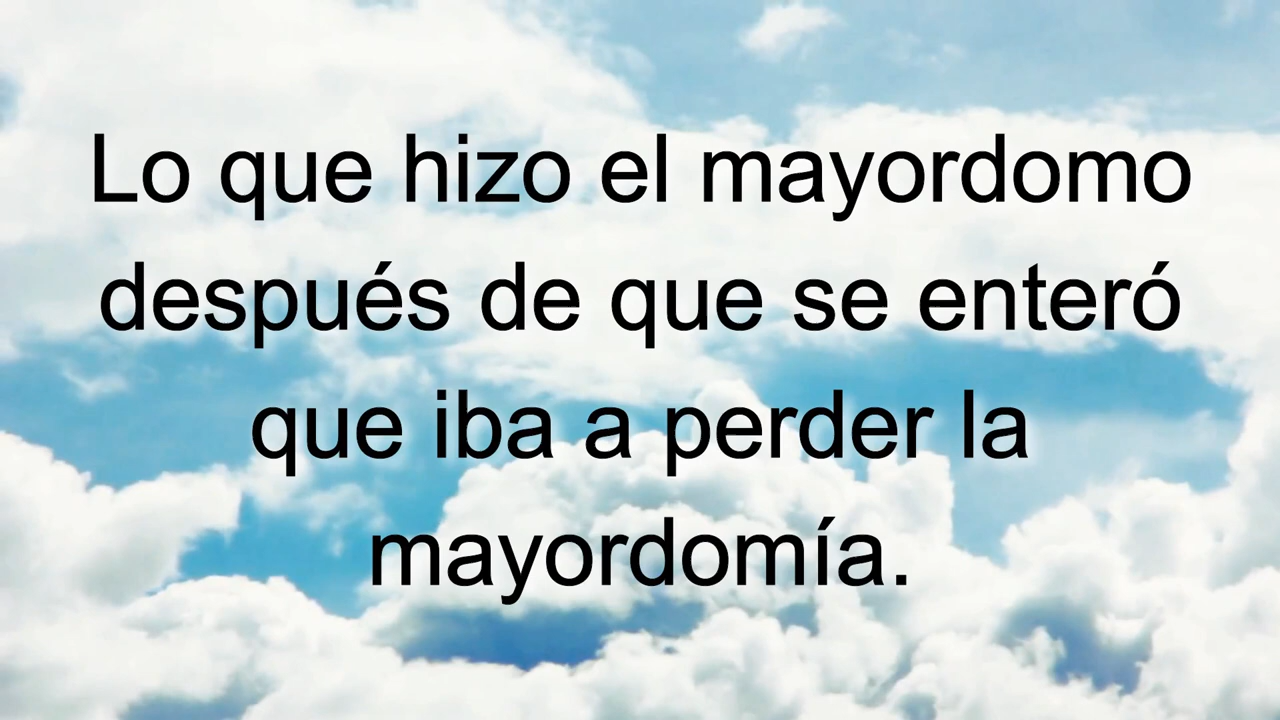 Lo que hizo el mayordomo
después de que se enteró
que iba a perder la
mayordomía.